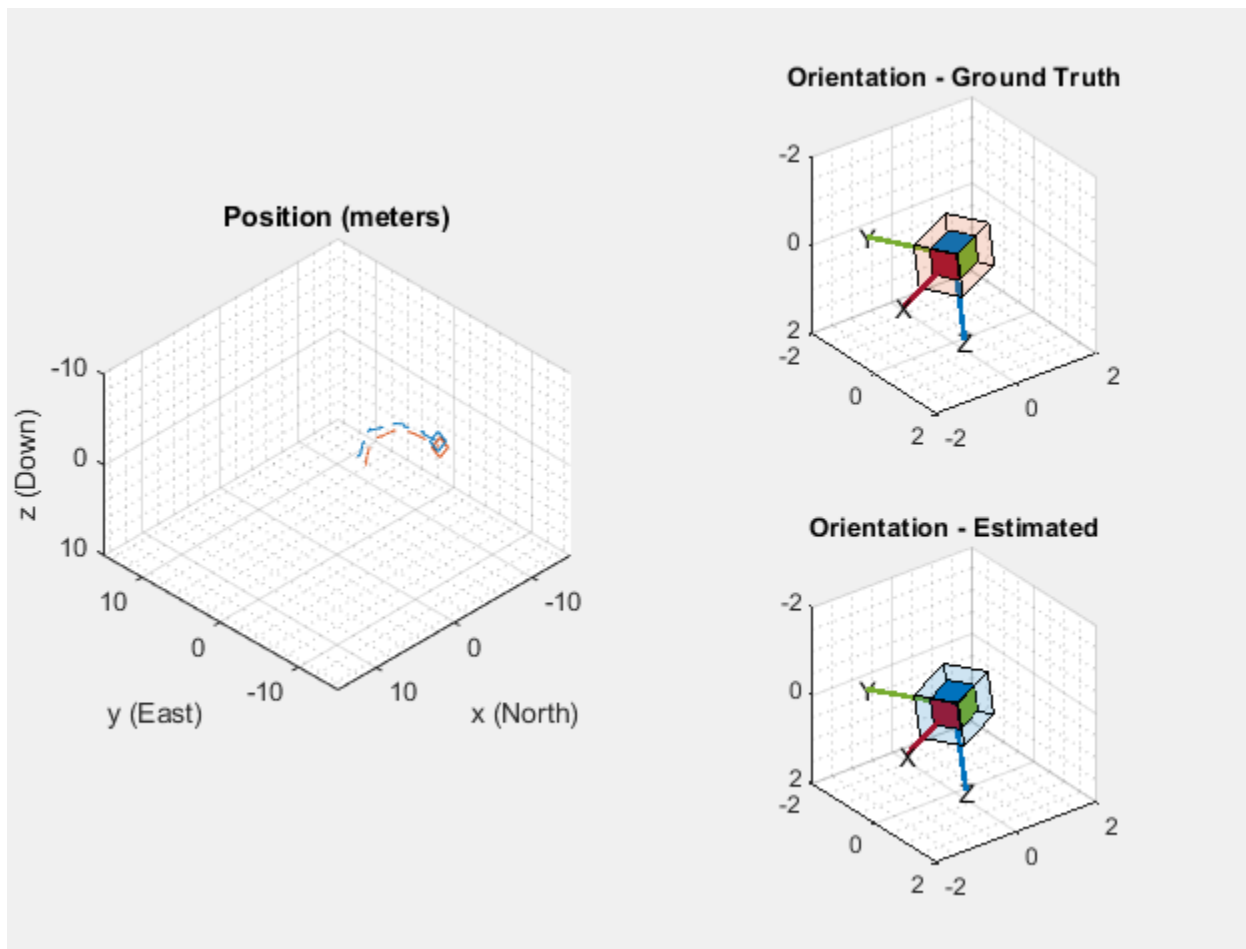 Position (meters)
-10
0
10
z (Down)
10
0
-10
y (East)
10
0
-10
x (North)
Orientation - Ground Truth
-2
0
2
-2
0
2
-2
0
2
Y
X
Z
Orientation - Estimated
-2
0
2
-2
0
2
-2
0
2
Y
X
Z